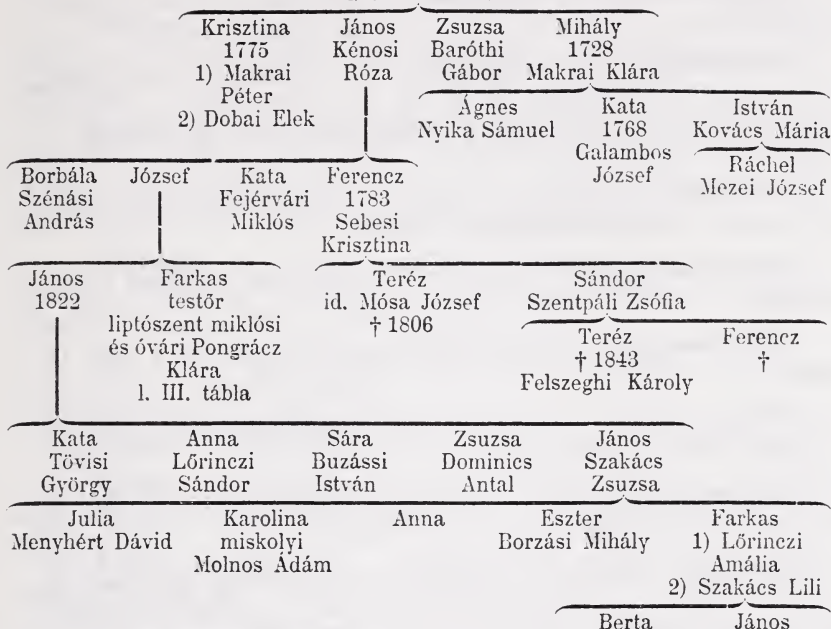 Krisztina János Zsuzsa Mihály
1775 Kénosi Baróthi 1728
1) Makrai Róza Gábor Makrai Klára
Péter
2) Dobai Elek
Ágnes Kata István
Nyika Sámuel 1768 Kovács Mária
Galambos
József
Ráchel
Mezei József
Borbála József Kata Ferencz
Szénási Fejérvári 1783
András Miklós Sebesi
Krisztina
János Farkas Teréz Sándor
1822 testőr id. Mósa József Szentpáli Zsófia
liptószent miklósi † 1806
és óvári Pongrácz
Klára
l. III. tábla
Teréz Ferencz
† 1843 †
Felszeghi Károly
Kata Anna Sára Zsuzsa János
Tövisi Lőrinczi Buzássi Dominics Szakács
György Sándor István Antal Zsuzsa
Julia Karolina Anna Eszter Farkas
Menyhért Dávid miskolyi Borzási Mihály 1) Lőrinczi
Molnos Ádám Amália
2) Szakács Lili
Berta János